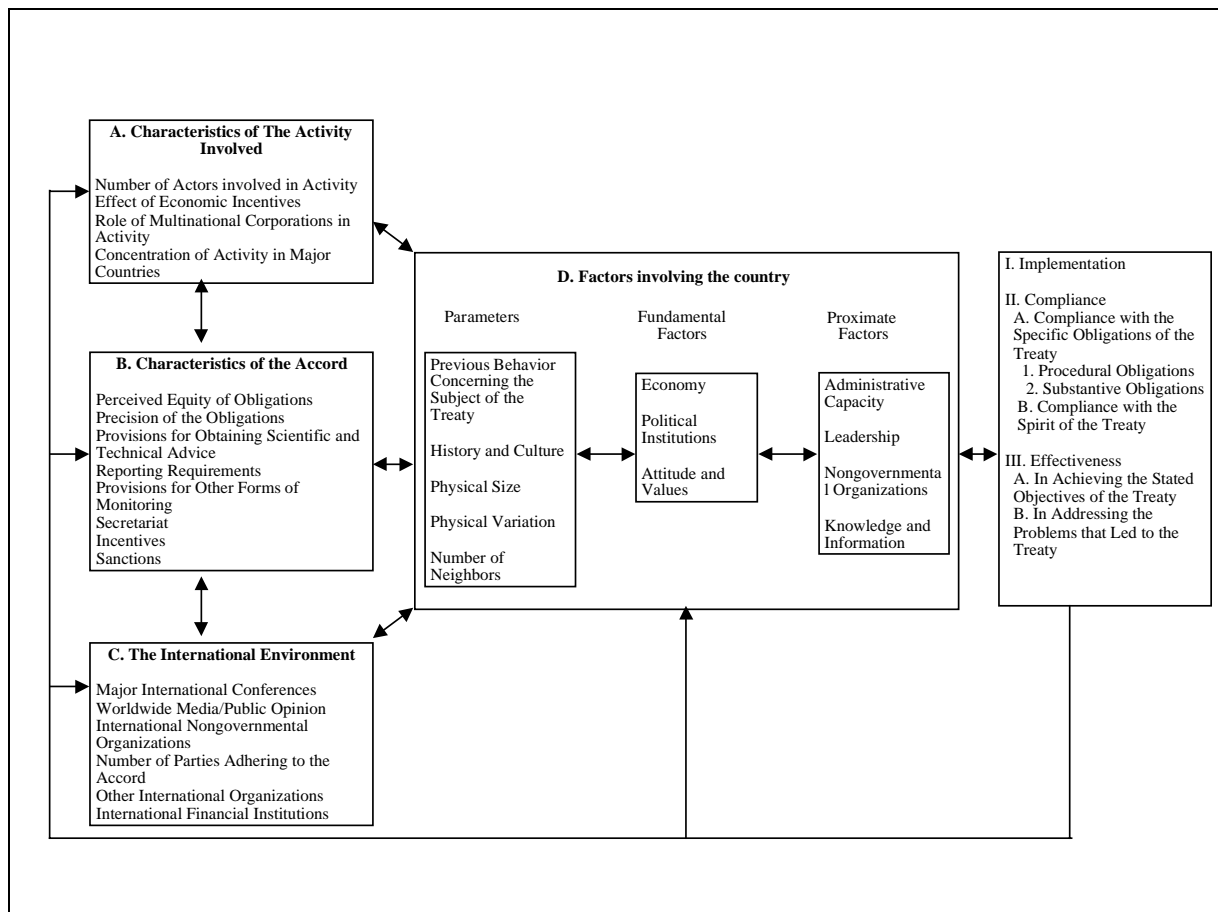 A. Characteristics of The Activity
Involved
Number of Actors involved in Activity
Effect of Economic Incentives
Role of Multinational Corporations in
Activity
Concentration of Activity in Major
Countries
B. Characteristics of the Accord
Perceived Equity of Obligations
Precision of the Obligations
Provisions for Obtaining Scientific and
Technical Advice
Reporting Requirements
Provisions for Other Forms of
Monitoring
Secretariat
Incentives
Sanctions
C. The International Environment
Major International Conferences
Worldwide Media/Public Opinion
International Nongovernmental
Organizations
Number of Parties Adhering to the
Accord
Other International Organizations
International Financial Institutions
D. Factors involving the country
Parameters
Previous Behavior
Concerning the
Subject of the
Treaty
History and Culture
Physical Size
Physical Variation
Number of
Neighbors
Fundamental
Factors
Economy
Political
Institutions
Attitude and
Values
Proximate
Factors
Administrative
Capacity
Leadership
Nongovernmenta
l Organizations
Knowledge and
Information
I. Implementation
II. Compliance
A. Compliance with the
Specific Obligations of the
Treaty
1. Procedural Obligations
2. Substantive Obligations
B. Compliance with the
Spirit of the Treaty
III. Effectiveness
A. In Achieving the Stated
Objectives of the Treaty
B. In Addressing the
Problems that Led to the
Treaty